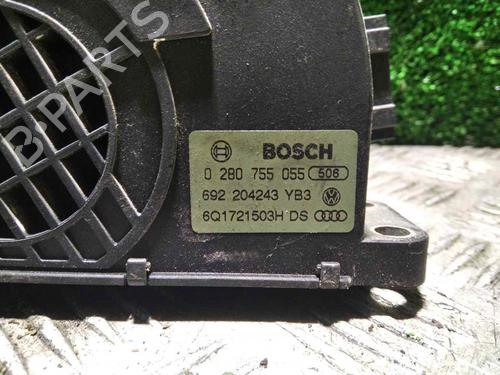 B-PARTS
BOSCH
0 280 755 055 506
692 204243 YB3
6Q1721503H DS